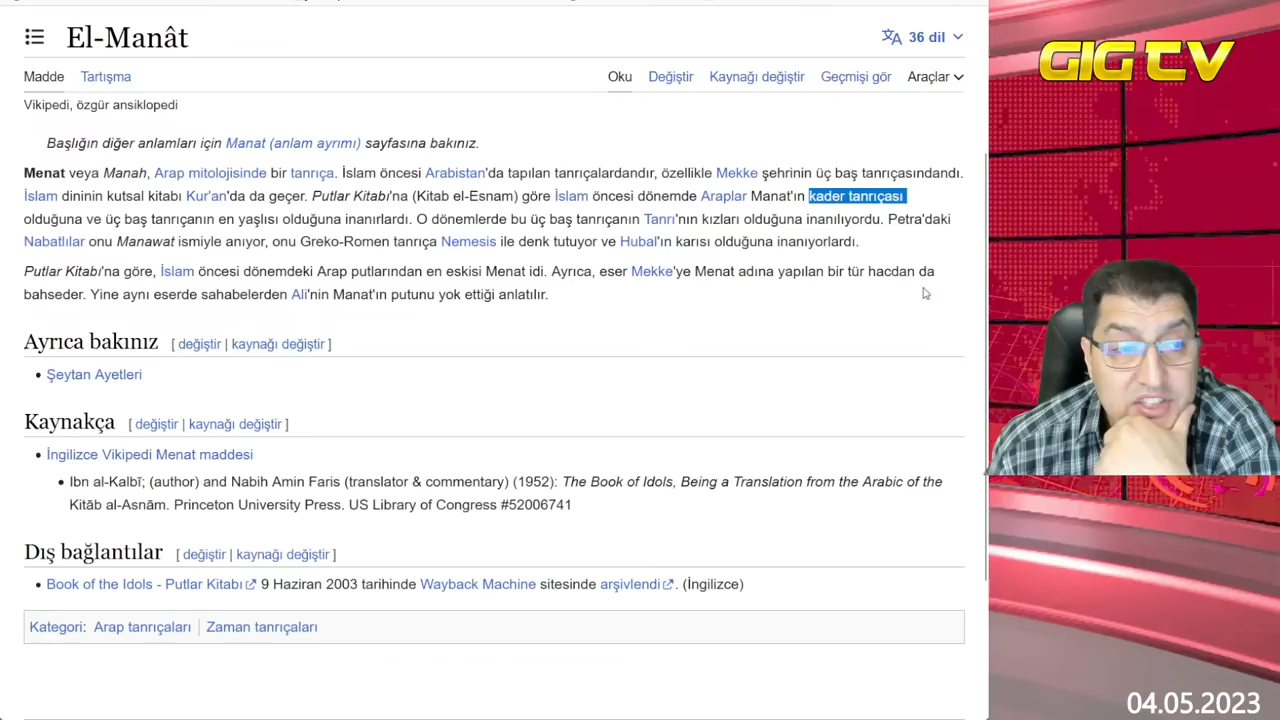 El-Manât
36 dil
Madde Tartışma Oku Değiştir Kaynağı değiştir Geçmişi gör Araçlar
Vikipedi, özgür ansiklopedi
Başlığın diğer anlamları için Manat (anlam ayrımı) sayfasına bakınız.
Menat veya Manah, Arap mitolojisinde bir tanrıça. İslam öncesi Arabistan'da tapılan tanrıçalardandır, özellikle Mekke şehrinin üç baş tanrıçasındandı.
İslam dininin kutsal kitabı Kur'an'da da geçer. Putlar Kitabı'na (Kitab el-Esnam) göre İslam öncesi dönemde Araplar Manat'ın kader tanrıçası
olduğuna ve üç baş tanrıçanın en yaşlısı olduğuna inanırlardı. O dönemlerde bu üç baş tanrıçanın Tanrı'nın kızları olduğuna inanılıyordu. Petra'daki
Nabatlılar onu Manawat ismiyle anıyor, onu Greko-Romen tanrıça Nemesis ile denk tutuyor ve Hubal'ın karısı olduğuna inanıyorlardı.
Putlar Kitabı'na göre, İslam öncesi dönemdeki Arap putlarından en eskisi Menat idi. Ayrıca, eser Mekke'ye Menat adına yapılan bir tür hacdan da
bahseder. Yine aynı eserde sahabelerden Ali'nin Manat'ın putunu yok ettiği anlatılır.
Ayrıca bakınız [ değiştir | kaynağı değiştir ]
• Şeytan Ayetleri
Kaynakça [ değiştir | kaynağı değiştir ]
• İngilizce Vikipedi Menat maddesi
• Ibn al-Kalbī; (author) and Nabih Amin Faris (translator & commentary) (1952): The Book of Idols, Being a Translation from the Arabic of the
Kitāb al-Asnām. Princeton University Press. US Library of Congress #52006741
Dış bağlantılar [ değiştir | kaynağı değiştir ]
• Book of the Idols - Putlar Kitabı 9 Haziran 2003 tarihinde Wayback Machine sitesinde arşivlendi. (İngilizce)
Kategori: Arap tanrıçaları | Zaman tanrıçaları
GIG TV
04.05.2023